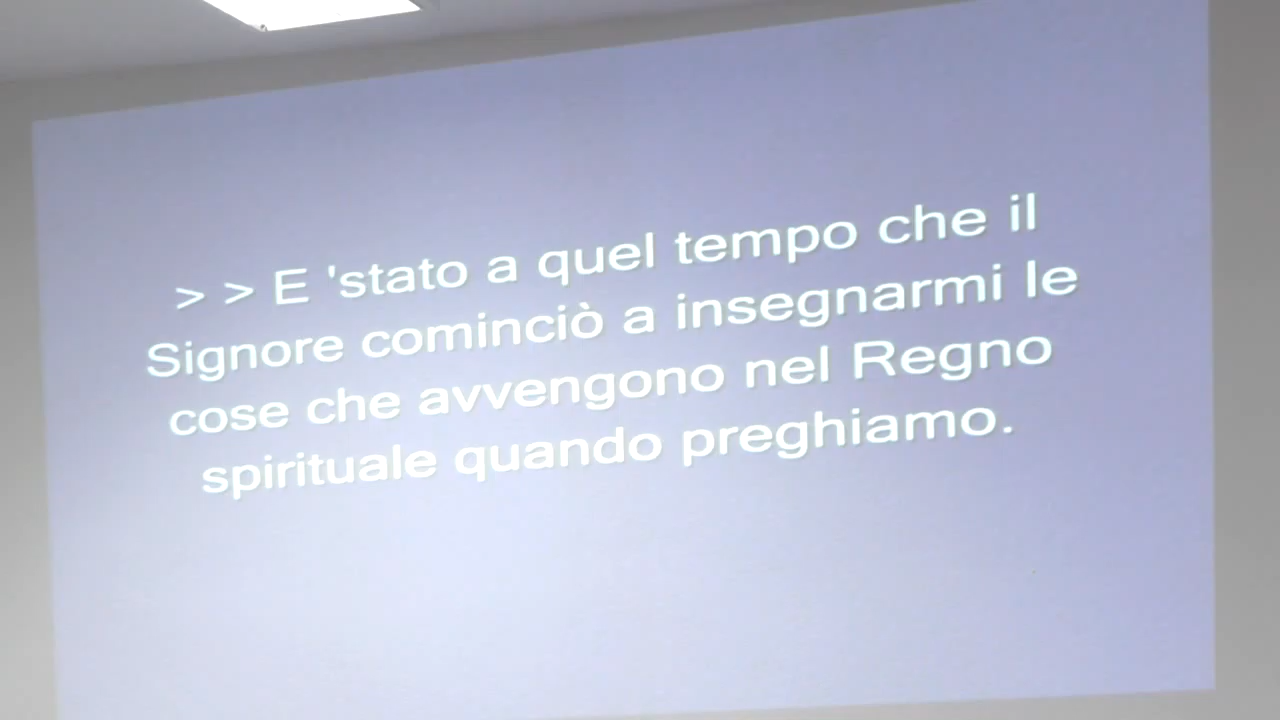 > > E 'stato a quel tempo che il
Signore cominciò a insegnarmi le
cose che avvengono nel Regno
spirituale quando preghiamo.